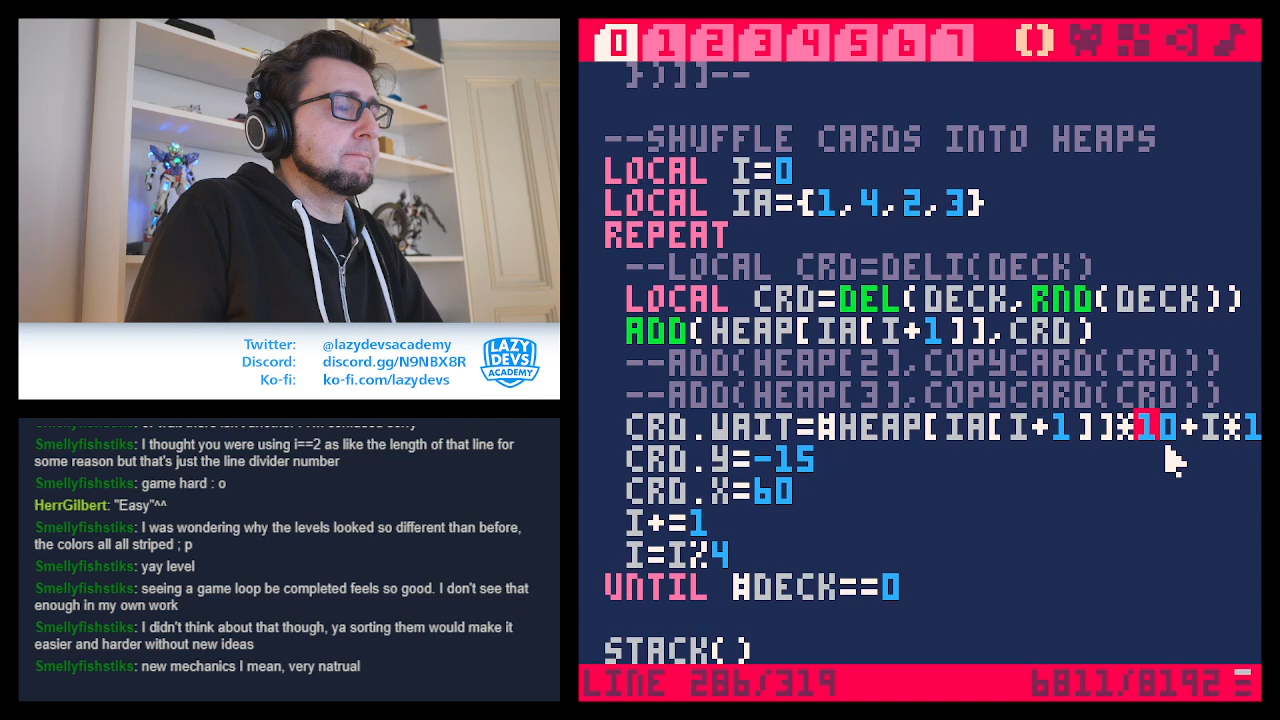 Twitter: @lazydevsacademy
Discord: discord.gg/N9NBX8R
Ko-fi: ko-fi.com/lazydevs
LAZY
DEVS
ACADEMY
Smellyfishstiks: I thought you were using i==2 as like the length of that line for
some reason but that's just the line divider number
Smellyfishstiks: game hard : o
HerrGilbert: "Easy"^^
Smellyfishstiks: I was wondering why the levels looked so different than before,
the colors all all striped ; p
Smellyfishstiks: yay level
Smellyfishstiks: seeing a game loop be completed feels so good. I don't see that
enough in my own work
Smellyfishstiks: I didn't think about that though, ya sorting them would make it
easier and harder without new ideas
Smellyfishstiks: new mechanics I mean, very natrual
0 1 2 3 4 5 6 7 ()
})]]--
--SHUFFLE CARDS INTO HEAPS
LOCAL I=0
LOCAL IA={1,4,2,3}
REPEAT
--LOCAL CRD=DELI(DECK)
LOCAL CRD=DEL(DECK,RND(DECK))
ADD(HEAP[IA[I+1]],CRD)
--ADD(HEAP[2],COPYCARD(CRD))
--ADD(HEAP[3],COPYCARD(CRD))
CRD.WAIT=#HEAP[IA[I+1]]*10+I*1
CRD.Y=-15
CRD.X=60
I+=1
I=I%4
UNTIL #DECK==0
STACK()
LINE 286/319 6811/8192